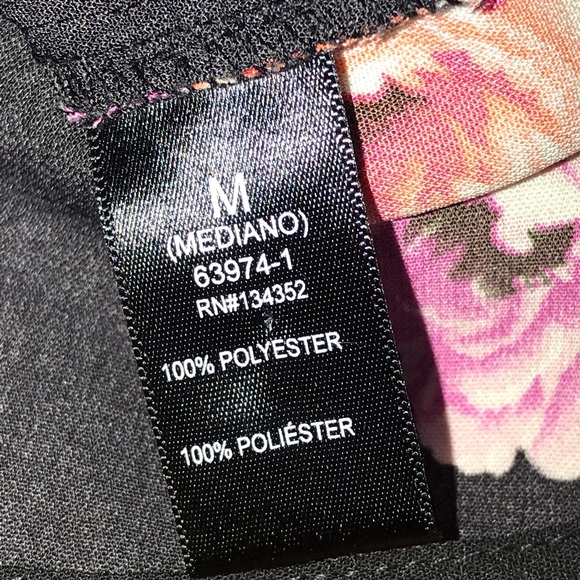 M
(MEDIANO)
63974-1
RN#134352
100% POLYESTER
100% POLIÉSTER